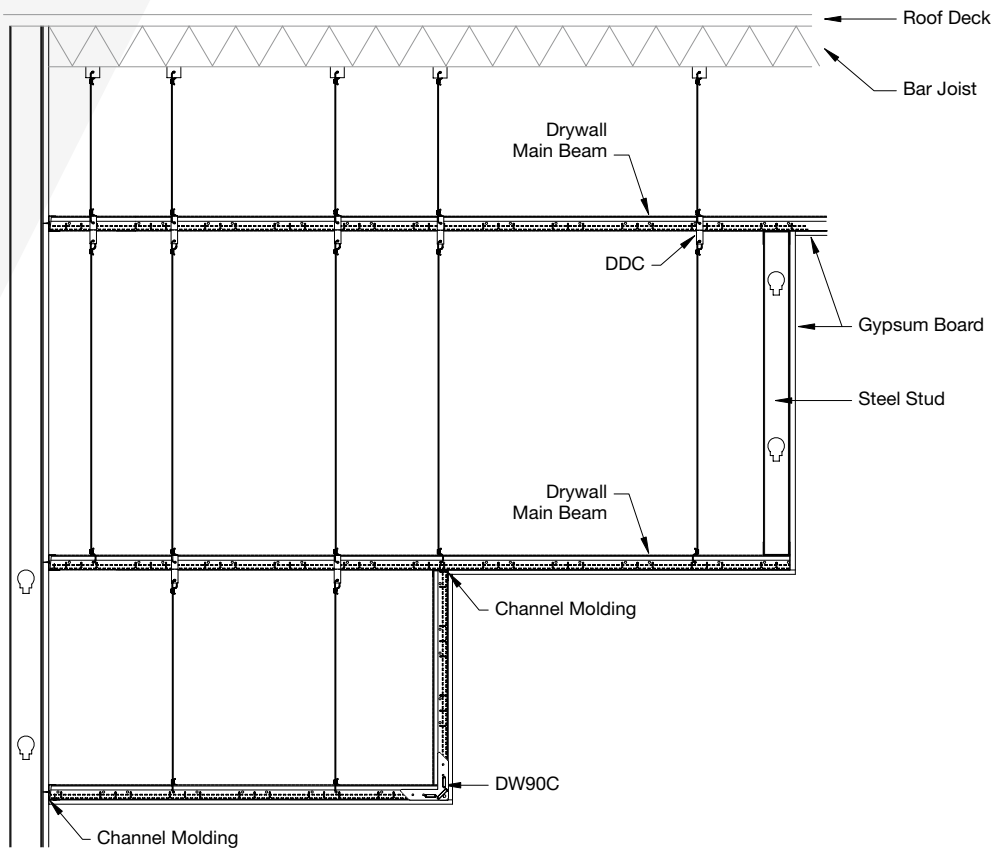 Roof Deck
Bar Joist
Drywall
Main Beam
DDC
Gypsum Board
Steel Stud
Drywall
Main Beam
Channel Molding
DW90C
Channel Molding